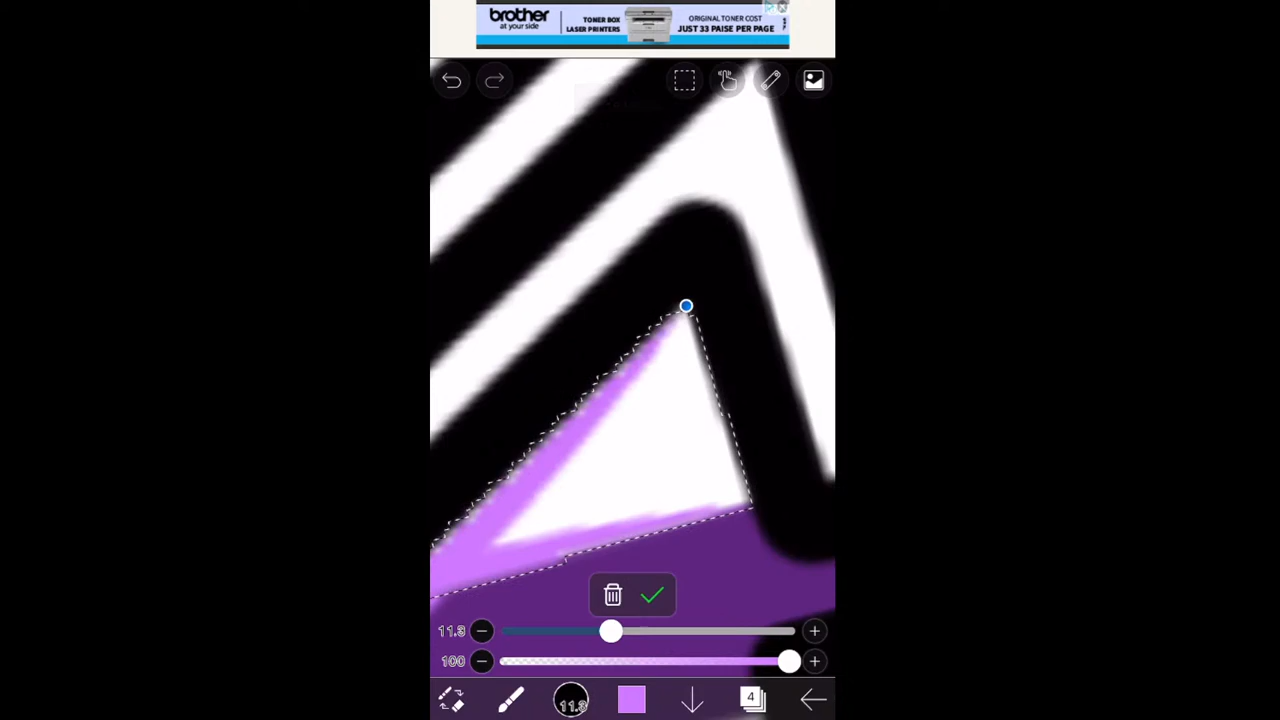 brother
at your side
TONER BOX
LASER PRINTERS
ORIGINAL TONER COST
JUST 33 PAISE PER PAGE
11.3
100
11.3
4